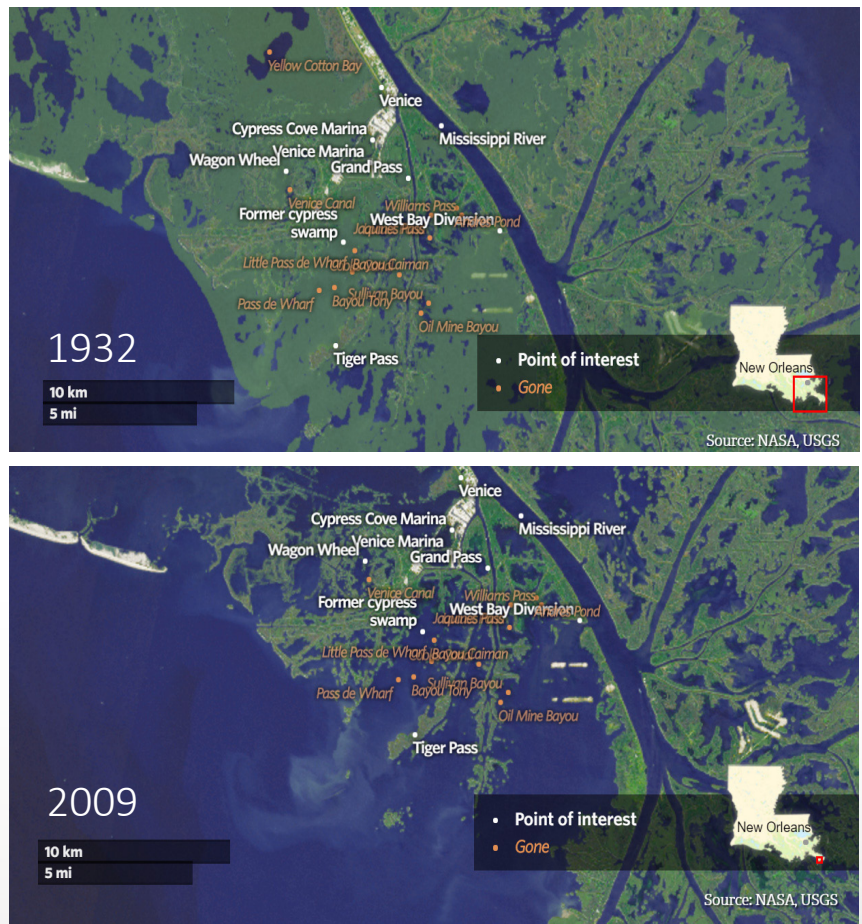 Yellow Cotton Bay
Venice
Cypress Cove Marina
Mississippi River
Venice Marina
Wagon Wheel
Grand Pass
Venice Canal
Williams Pass
Former cypress
swamp
West Bay Diversion
Andres Pond
Jaquines Pass
Little Pass de Wharf
Bayou Caiman
Sullivan Bayou
Pass de Wharf
Bayou Tony
Oil Mine Bayou
1932
Tiger Pass
Point of interest
Gone
New Orleans
10 km
5 mi
Source: NASA, USGS
Venice
Cypress Cove Marina
Mississippi River
Venice Marina
Wagon Wheel
Grand Pass
Venice Canal
Williams Pass
Former cypress
swamp
West Bay Diversion
Andres Pond
Jaquines Pass
Little Pass de Wharf
Bayou Caiman
Sullivan Bayou
Pass de Wharf
Bayou Tony
Oil Mine Bayou
Tiger Pass
2009
Point of interest
Gone
New Orleans
10 km
5 mi
Source: NASA, USGS